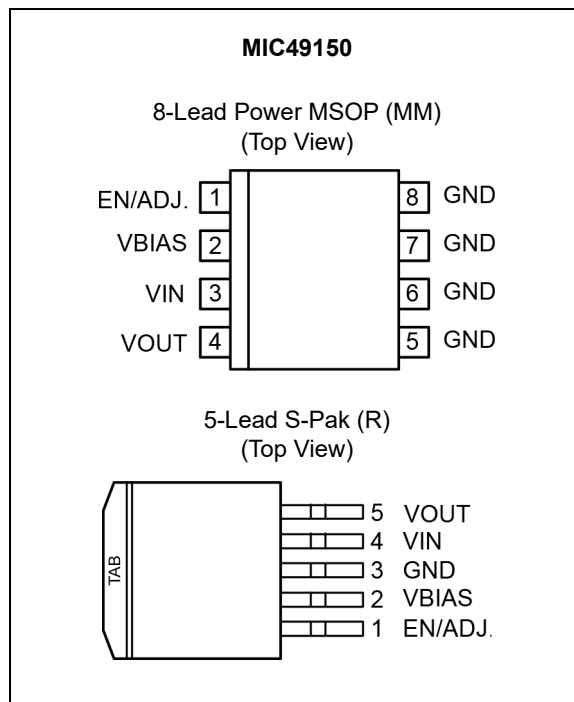 MIC49150
8-Lead Power MSOP (MM)
(Top View)
EN/ADJ. 1 8 GND
VBIAS 2 7 GND
VIN 3 6 GND
VOUT 4 5 GND
5-Lead S-Pak (R)
(Top View)
TAB
5 VOUT
4 VIN
3 GND
2 VBIAS
1 EN/ADJ.